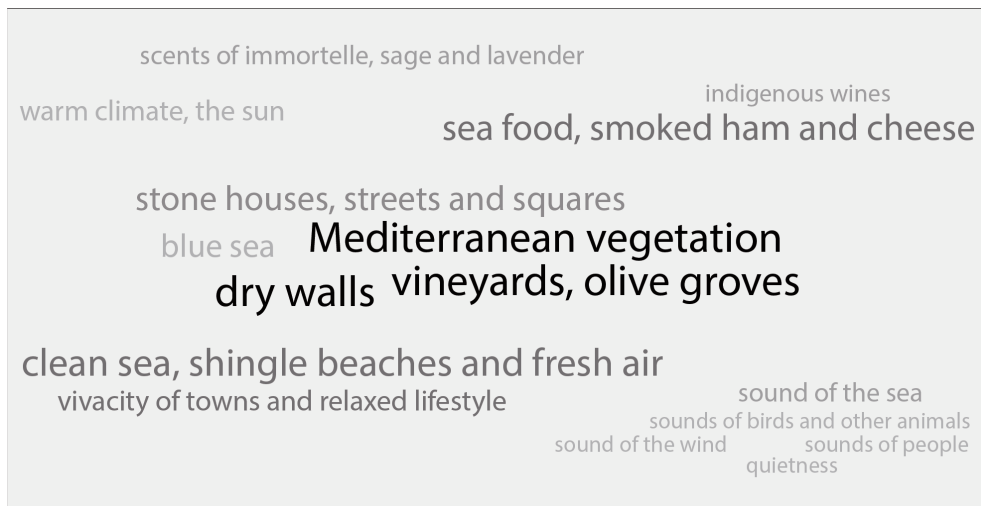 scents of immortelle, sage and lavender
indigenous wines
warm climate, the sun
sea food, smoked ham and cheese
stone houses, streets and squares
Mediterranean vegetation
blue sea
vineyards, olive groves
dry walls
clean sea, shingle beaches and fresh air
sound of the sea
vivacity of towns and relaxed lifestyle
sounds of birds and other animals
sound of the wind
sounds of people
quietness